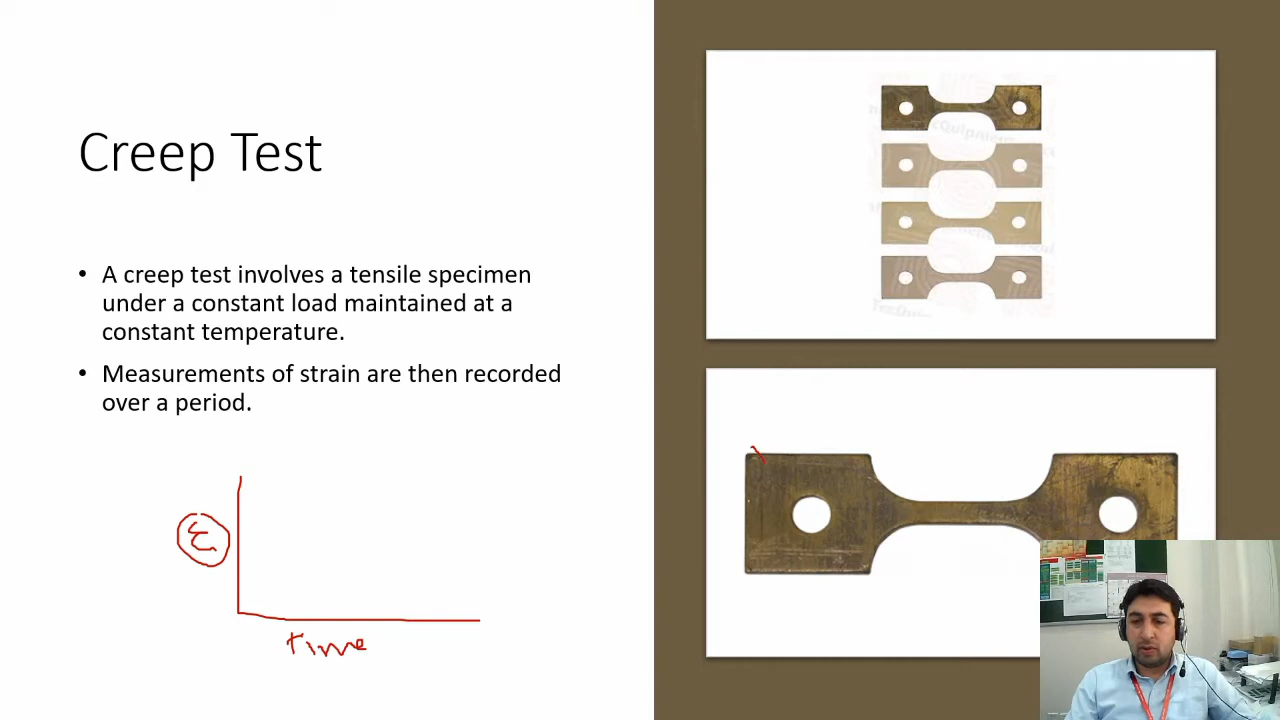 Creep Test
• A creep test involves a tensile specimen
under a constant load maintained at a
constant temperature.
• Measurements of strain are then recorded
over a period.
ε
time